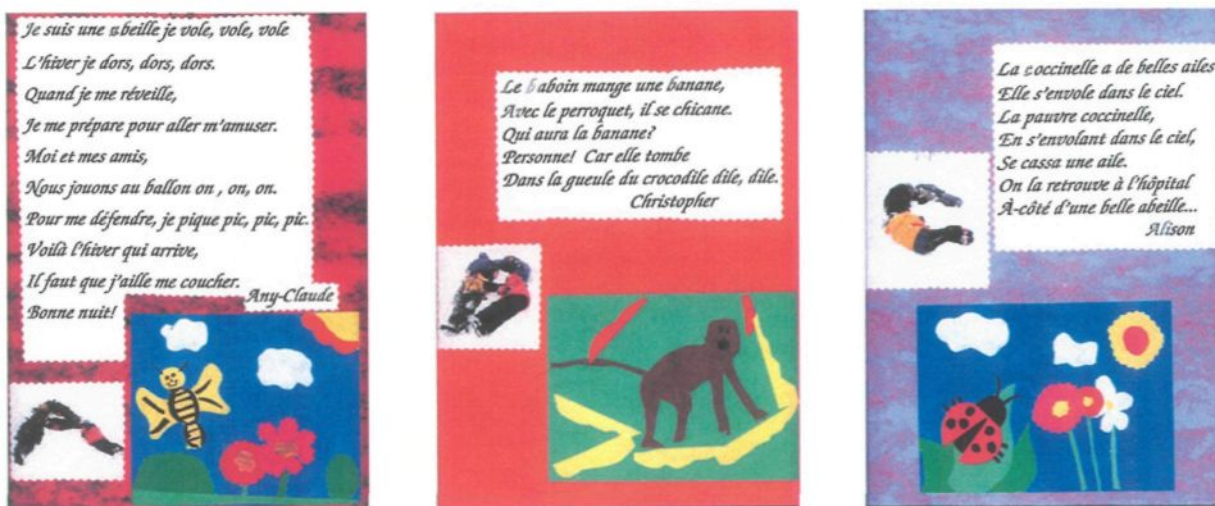 Je suis une abeille je vole, vole, vole
L'hiver je dors, dors, dors.
Quand je me réveille,
Je me prépare pour aller m'amuser.
Moi et mes amis,
Nous jouons au ballon on , on, on.
Pour me défendre, je pique pic, pic, pic.
Voilà l'hiver qui arrive,
Il faut que j'aille me coucher.
Bonne nuit!
Any-Claude
Le baboin mange une banane,
Avec le perroquet, il se chicane.
Qui aura la banane?
Personne! Car elle tombe
Dans la gueule du crocodile dile, dile.
Christopher
La coccinelle a de belles ailes
Elle s'envole dans le ciel.
La pauvre coccinelle,
En s'envolant dans le ciel,
Se cassa une aile.
On la retrouve à l'hôpital
À-côté d'une belle abeille...
Alison